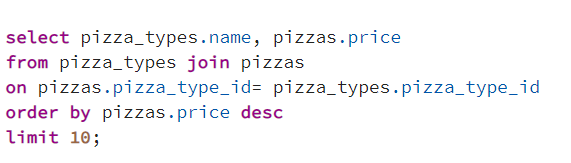 select pizza_types.name, pizzas.price
from pizza_types join pizzas
on pizzas.pizza_type_id= pizza_types.pizza_type_id
order by pizzas.price desc
limit 10;